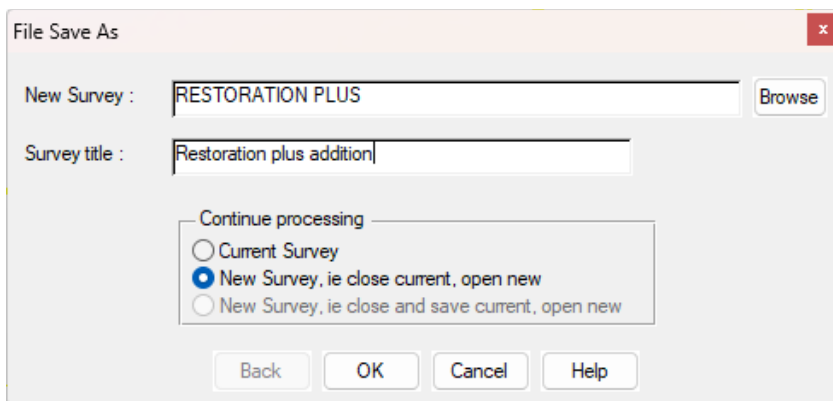 File Save As
x
New Survey : RESTORATION PLUS Browse
Survey title : Restoration plus addition
Continue processing
Current Survey
New Survey, ie close current, open new
New Survey, ie close and save current, open new
Back OK Cancel Help